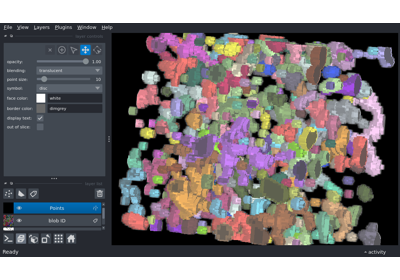 File View Layers Plugins Window Help
opacity: 1.00
blending: translucent
point size: 10
symbol: disc
face color: white
border color: dimgrey
display text:
out of slice:
Points
blob ID
Ready
activity